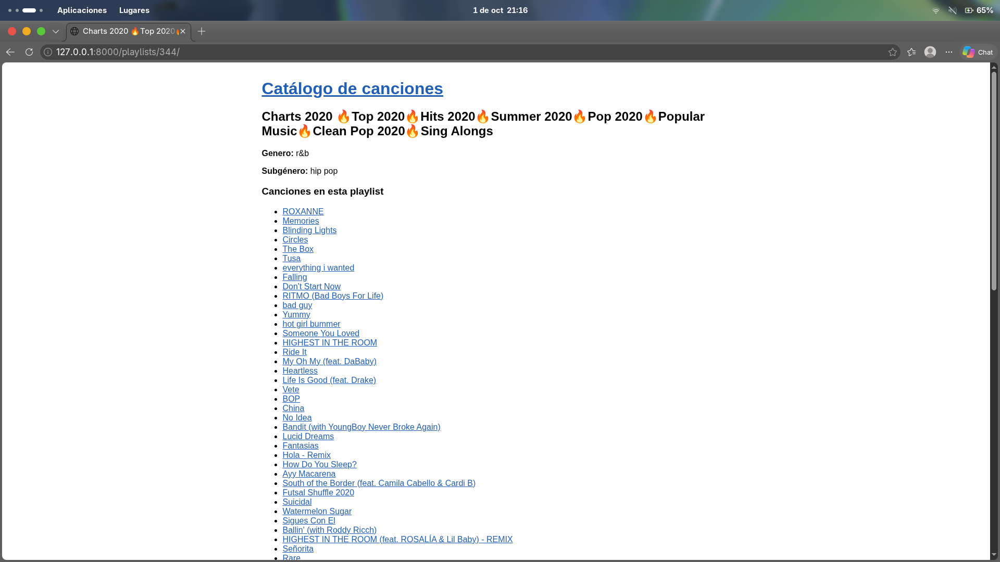 Aplicaciones Lugares 1 de oct 21:16 65%
Charts 2020 🔥Top 2020🔥
127.0.0.1:8000/playlists/344/ Chat
Catálogo de canciones
Charts 2020 🔥Top 2020🔥Hits 2020🔥Summer 2020🔥Pop 2020🔥Popular
Music🔥Clean Pop 2020🔥Sing Alongs
Genero: r&b
Subgénero: hip pop
Canciones en esta playlist
ROXANNE
Memories
Blinding Lights
Circles
The Box
Tusa
everything i wanted
Falling
Don't Start Now
RITMO (Bad Boys For Life)
bad guy
Yummy
hot girl bummer
Someone You Loved
HIGHEST IN THE ROOM
Ride It
My Oh My (feat. DaBaby)
Heartless
Life Is Good (feat. Drake)
Vete
BOP
China
No Idea
Bandit (with YoungBoy Never Broke Again)
Lucid Dreams
Fantasias
Hola - Remix
How Do You Sleep?
Ayy Macarena
South of the Border (feat. Camila Cabello & Cardi B)
Futsal Shuffle 2020
Suicidal
Watermelon Sugar
Sigues Con El
Ballin' (with Roddy Ricch)
HIGHEST IN THE ROOM (feat. ROSALÍA & Lil Baby) - REMIX
Señorita
Rare